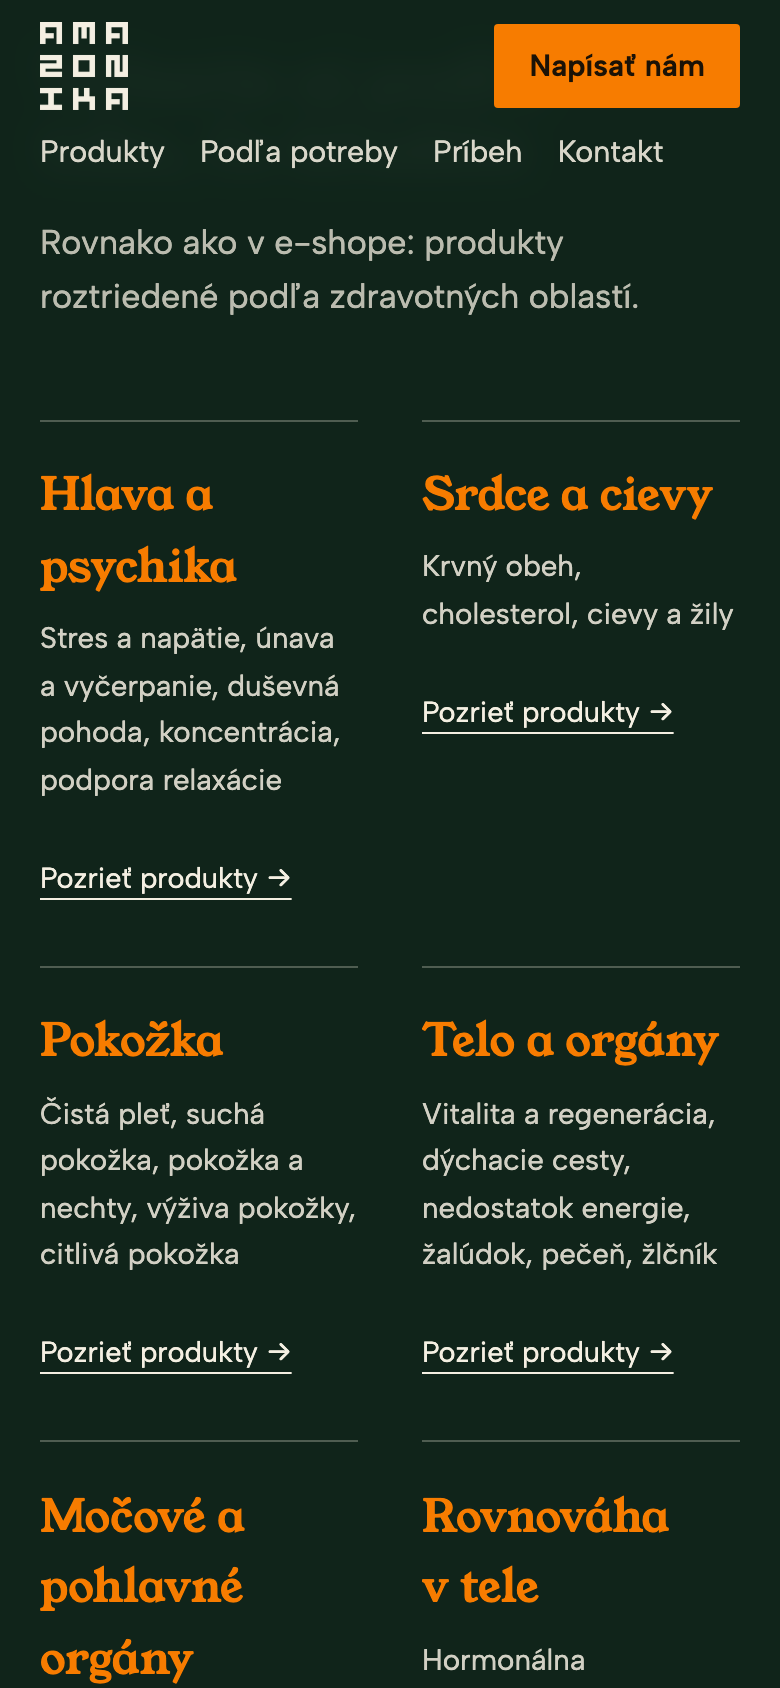 AMA
ZON
IKA
Napísať nám
Produkty
Podľa potreby
Príbeh
Kontakt
Rovnako ako v e-shope: produkty
roztriedené podľa zdravotných oblastí.
Hlava a
psychika
Stres a napätie, únava
a vyčerpanie, duševná
pohoda, koncentrácia,
podpora relaxácie
Pozrieť produkty →
Srdce a cievy
Krvný obeh,
cholesterol, cievy a žily
Pozrieť produkty →
Pokožka
Čistá pleť, suchá
pokožka, pokožka a
nechty, výživa pokožky,
citlivá pokožka
Pozrieť produkty →
Telo a orgány
Vitalita a regenerácia,
dýchacie cesty,
nedostatok energie,
žalúdok, pečeň, žlčník
Pozrieť produkty →
Močové a
pohlavné
orgány
Rovnováha
v tele
Hormonálna